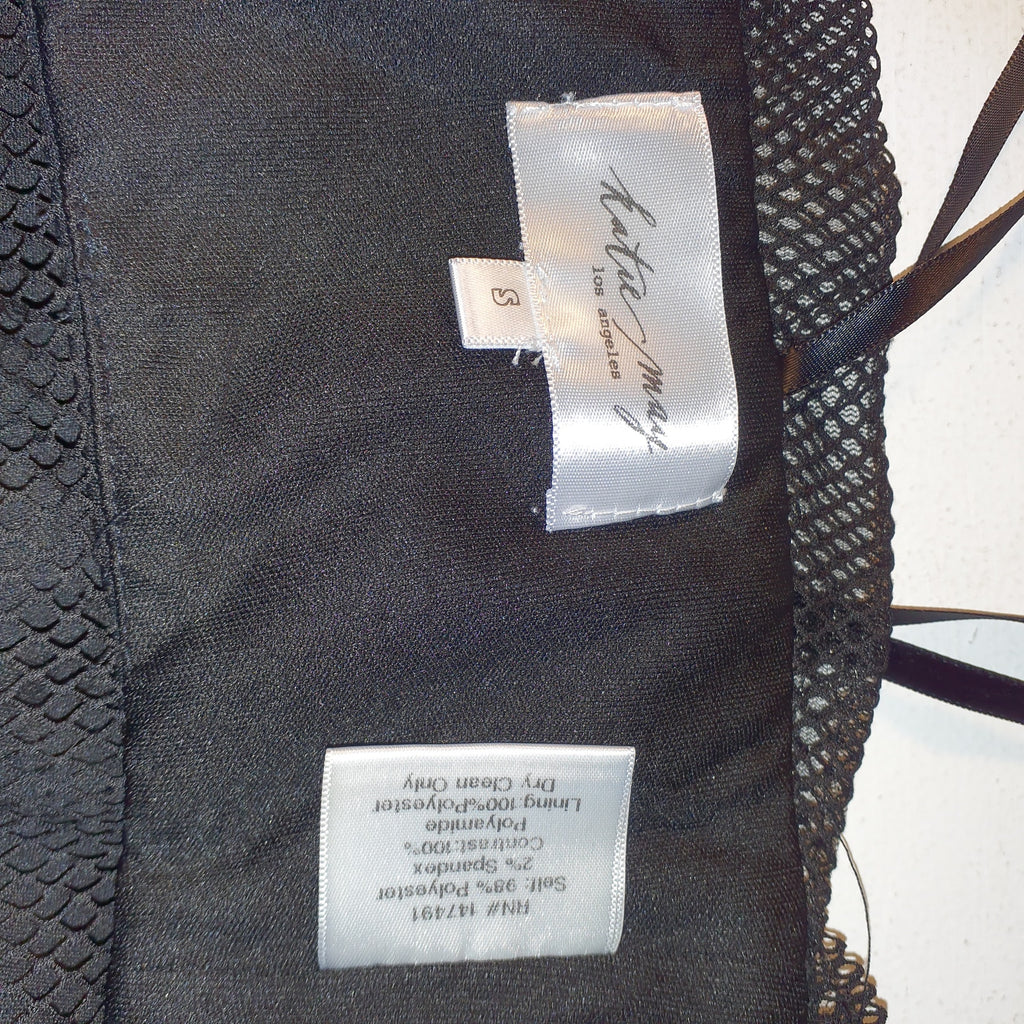 Katie May
los angeles
S
RN# 147491
Self: 98% Polyester
2% Spandex
Contrast:100%
Polyamide
Lining:100%Polyester
Dry Clean Only